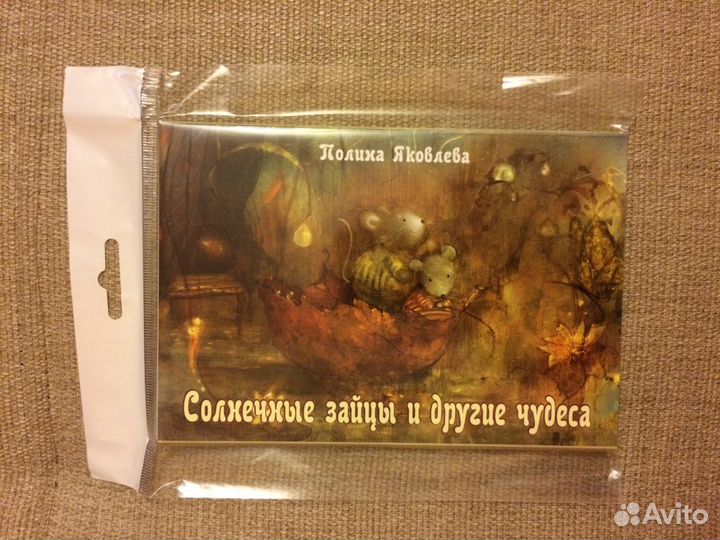 Полина Яковлева
Солнечные зайцы и другие чудеса
Avito